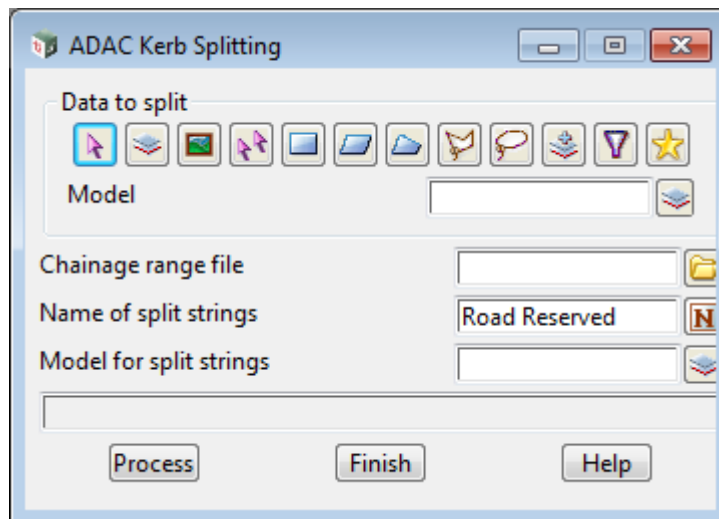 ADAC Kerb Splitting
Data to split
Model
Chainage range file
Name of split strings Road Reserved N
Model for split strings
Process Finish Help